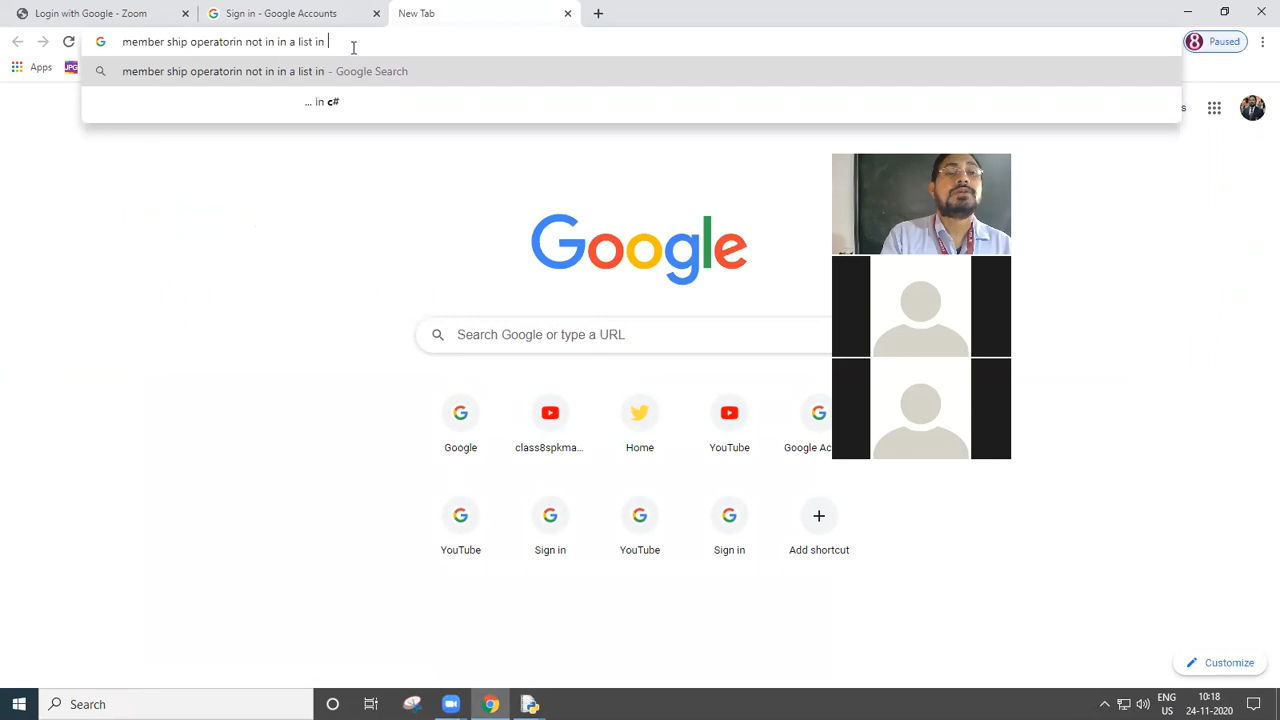 Login with Google - Zoom
Sign in - Google Accounts
New Tab
member ship operatorin not in in a list in
8 Paused
Apps
JPG
member ship operatorin not in in a list in - Google Search
... in c#
s
Google
Search Google or type a URL
Google
class8spkma...
Home
YouTube
Google Acc
YouTube
Sign in
YouTube
Sign in
Add shortcut
Customize
Search
ENG
US
10:18
24-11-2020